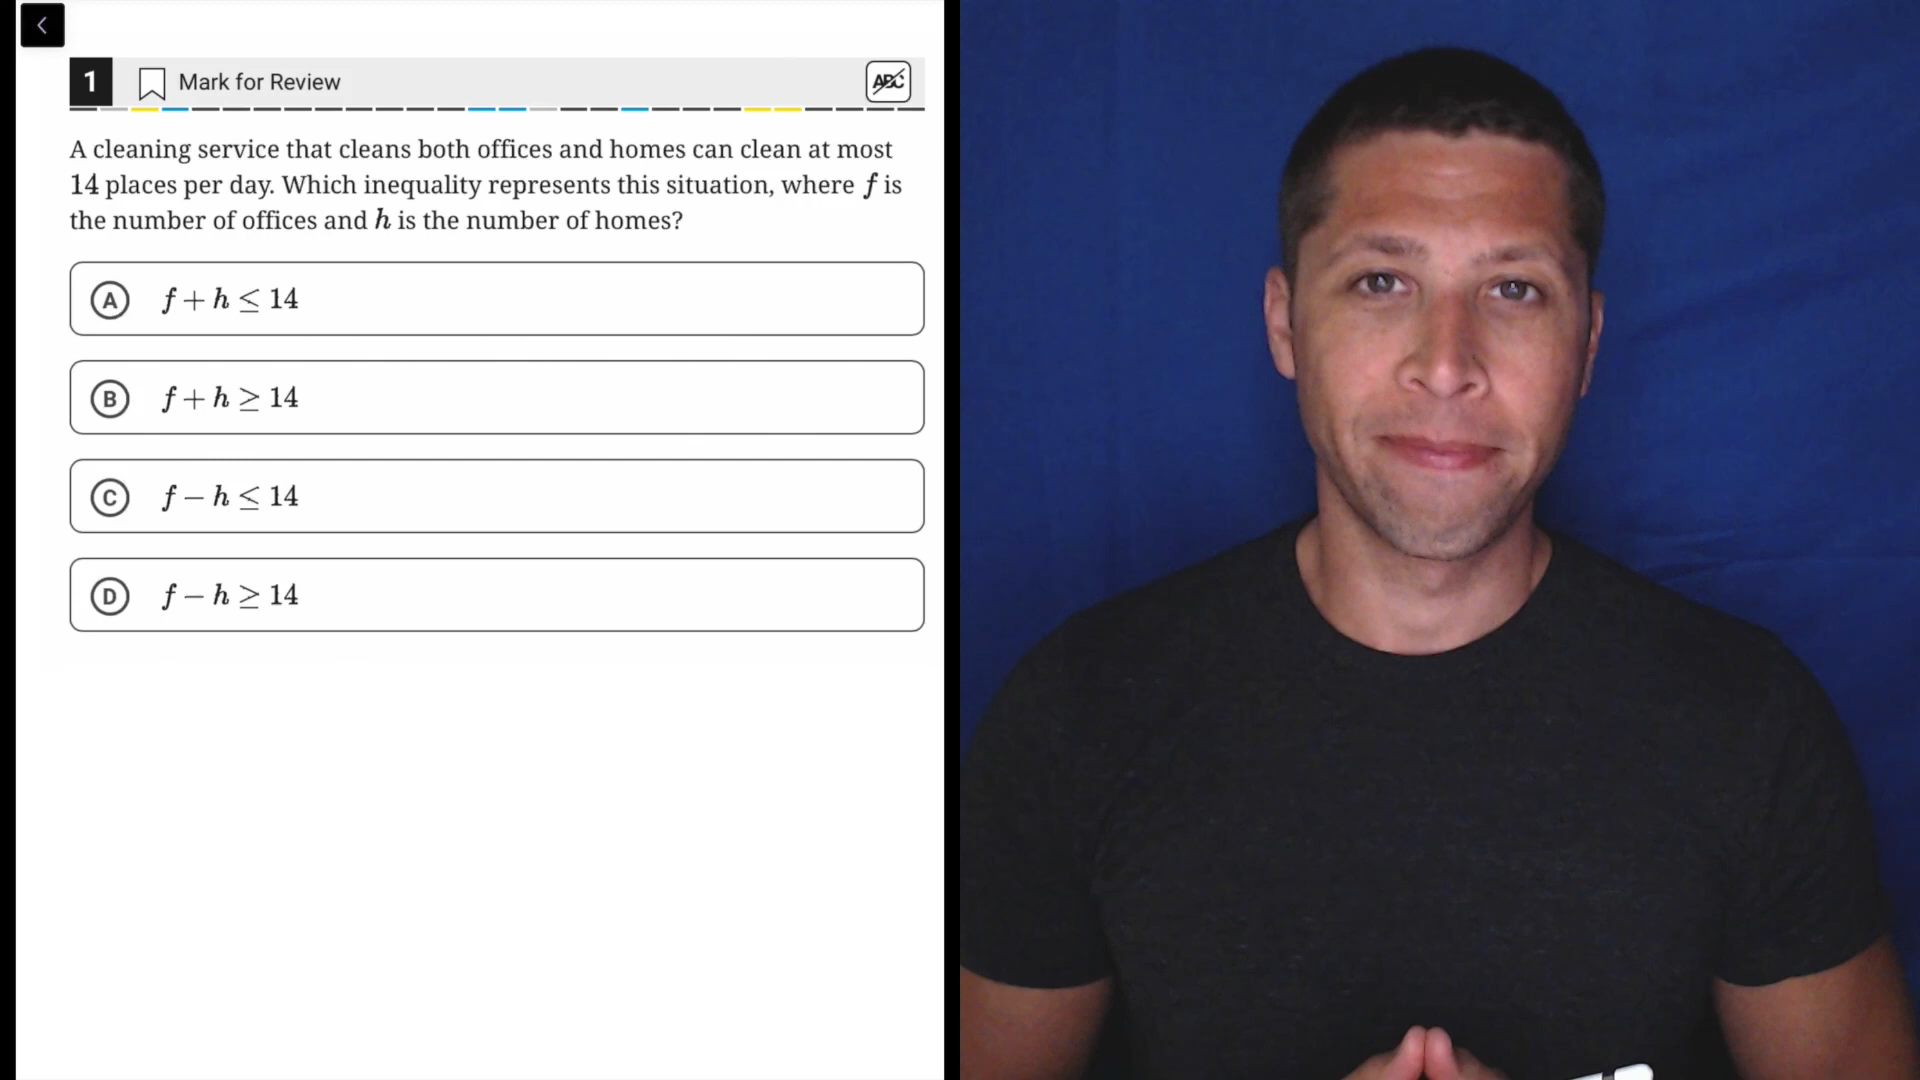 1 Mark for Review ABC
A cleaning service that cleans both offices and homes can clean at most
14 places per day. Which inequality represents this situation, where f is
the number of offices and h is the number of homes?
A f + h ≤ 14
B f + h ≥ 14
C f − h ≤ 14
D f − h ≥ 14